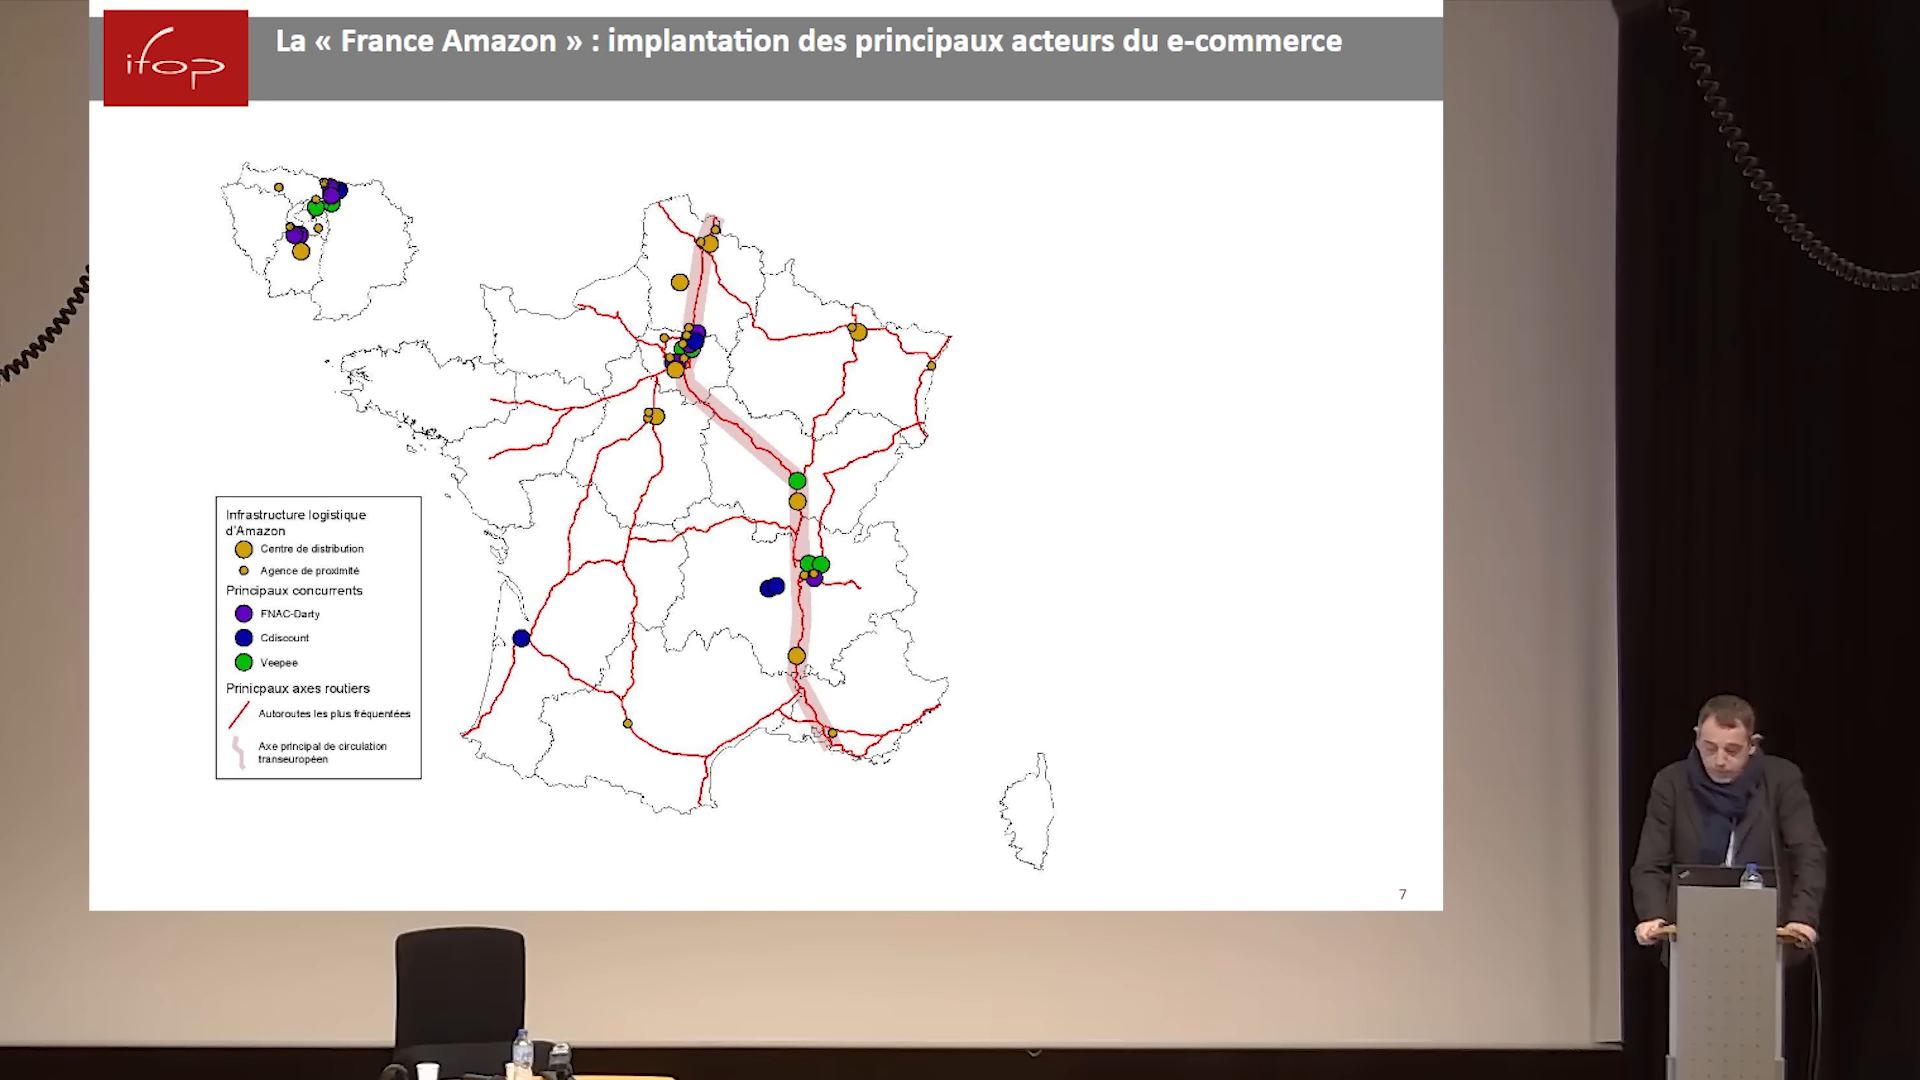 ifop
La « France Amazon » : implantation des principaux acteurs du e-commerce
Infrastructure logistique
d'Amazon
Centre de distribution
Agence de proximité
Principaux concurrents
FNAC-Darty
Cdiscount
Veepee
Prinicpaux axes routiers
Autoroutes les plus fréquentées
Axe principal de circulation
transeuropéen
7